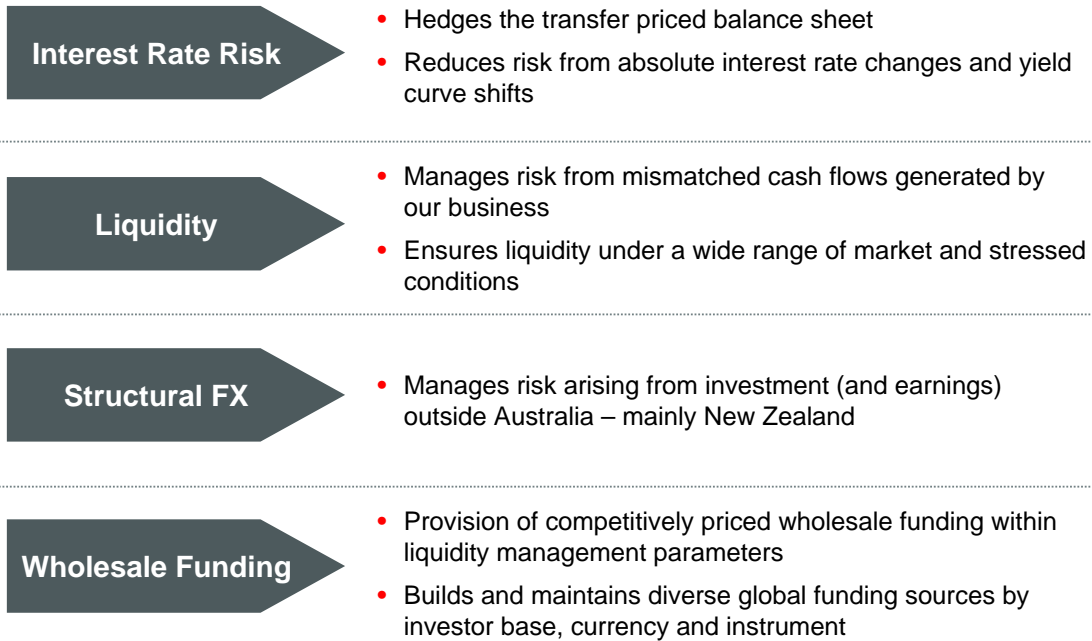 Interest Rate Risk
• Hedges the transfer priced balance sheet
• Reduces risk from absolute interest rate changes and yield
curve shifts
Liquidity
• Manages risk from mismatched cash flows generated by
our business
• Ensures liquidity under a wide range of market and stressed
conditions
Structural FX
• Manages risk arising from investment (and earnings)
outside Australia – mainly New Zealand
Wholesale Funding
• Provision of competitively priced wholesale funding within
liquidity management parameters
• Builds and maintains diverse global funding sources by
investor base, currency and instrument